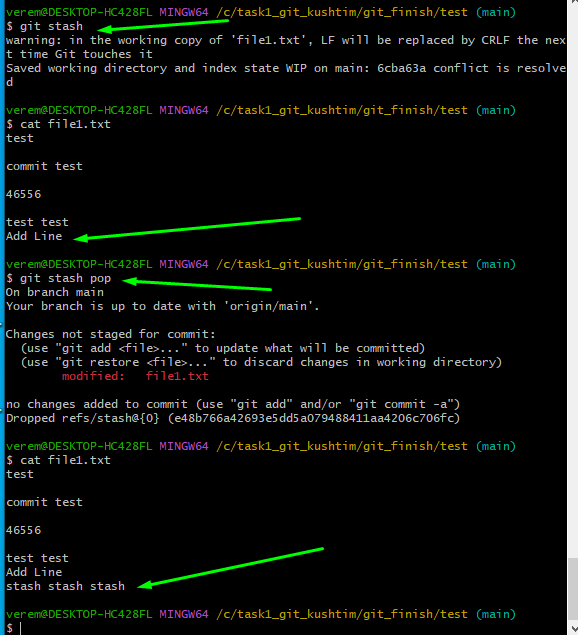 verem@DESKTOP-HC428FL MINGW64 /c/task1_git_kushtim/git_finish/test (main)
$ git stash
warning: in the working copy of 'file1.txt', LF will be replaced by CRLF the nex
t time Git touches it
Saved working directory and index state WIP on main: 6cba63a conflict is resolve
d
verem@DESKTOP-HC428FL MINGW64 /c/task1_git_kushtim/git_finish/test (main)
$ cat file1.txt
test
commit test
46556
test test
Add Line
verem@DESKTOP-HC428FL MINGW64 /c/task1_git_kushtim/git_finish/test (main)
$ git stash pop
On branch main
Your branch is up to date with 'origin/main'.
Changes not staged for commit:
(use "git add <file>..." to update what will be committed)
(use "git restore <file>..." to discard changes in working directory)
modified:   file1.txt
no changes added to commit (use "git add" and/or "git commit -a")
Dropped refs/stash@{0} (e48b766a42693e5dd5a079488411aa4206c706fc)
verem@DESKTOP-HC428FL MINGW64 /c/task1_git_kushtim/git_finish/test (main)
$ cat file1.txt
test
commit test
46556
test test
Add Line
stash stash stash
verem@DESKTOP-HC428FL MINGW64 /c/task1_git_kushtim/git_finish/test (main)
$